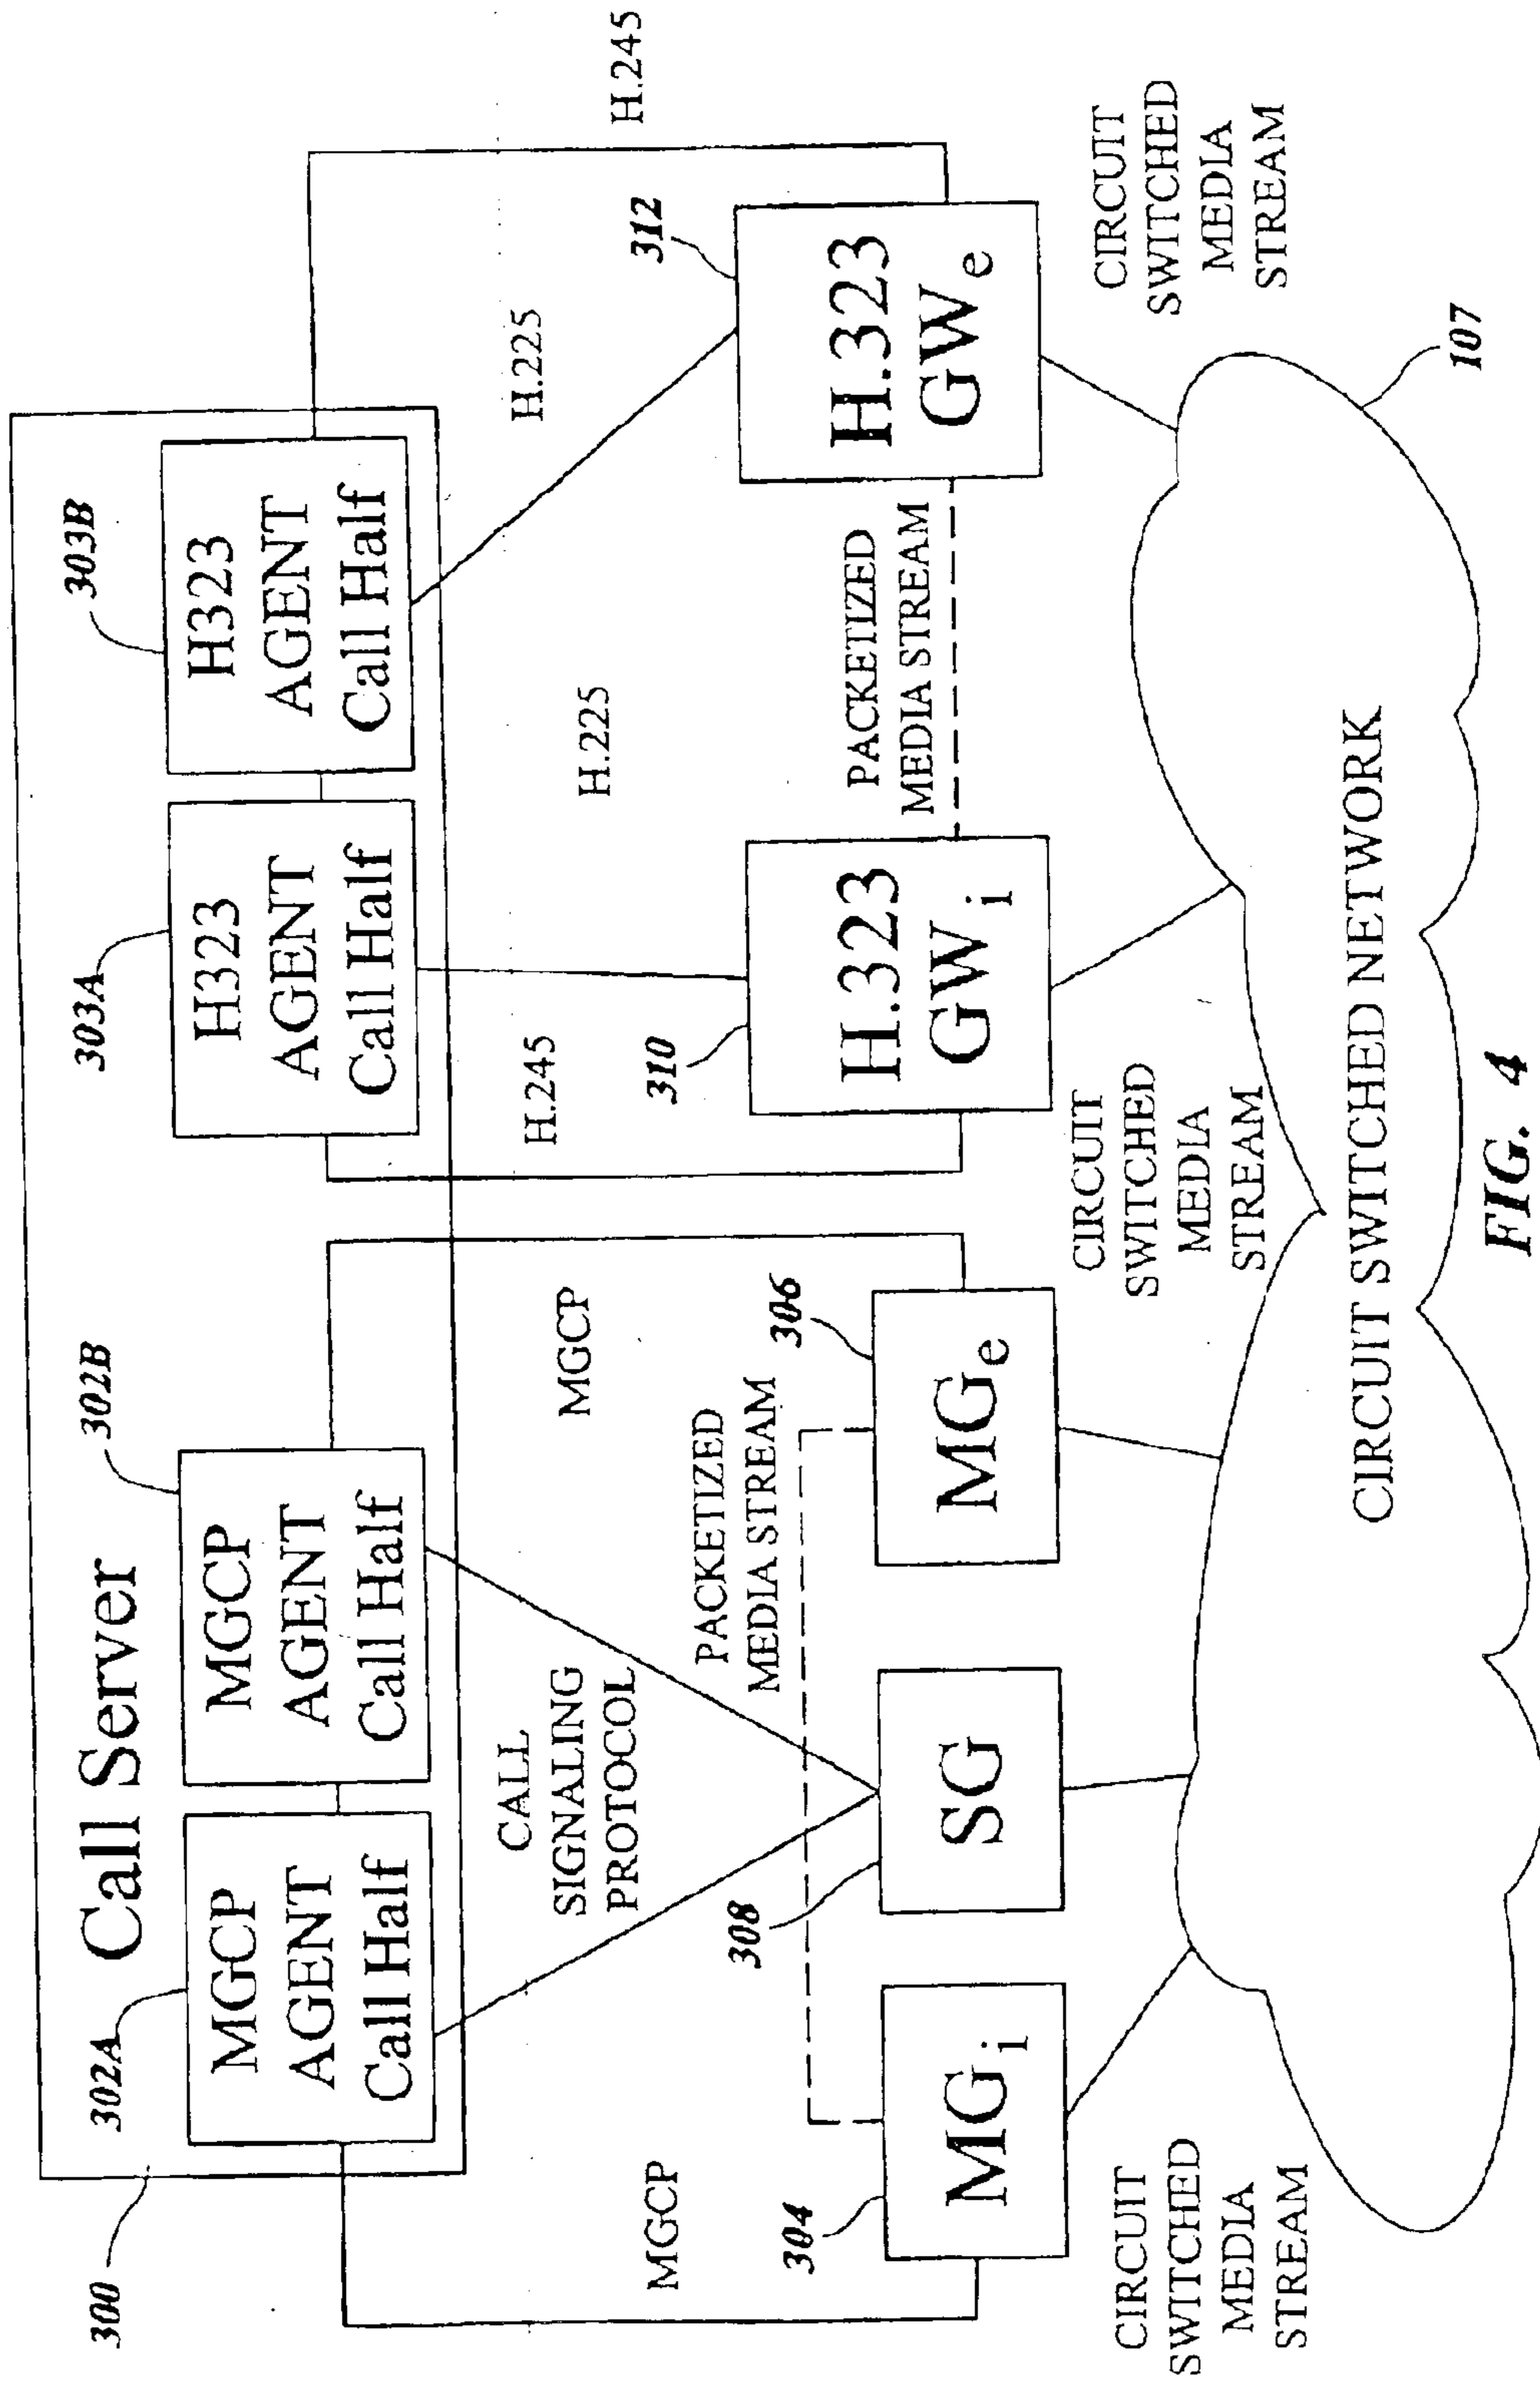 Call Server
300
302A
MGCP
AGENT
Call Half
302B
MGCP
AGENT
Call Half
303A
H323
AGENT
Call Half
303B
H323
AGENT
Call Half
MGCP
CALL
SIGNALING
PROTOCOL
MGCP
H.245
H.225
H.225
H.245
PACKETIZED
MEDIA STREAM
PACKETIZED
MEDIA STREAM
304
MGi
308
SG
306
MGe
310
H.323
GWi
312
H.323
GWe
CIRCUIT
SWITCHED
MEDIA
STREAM
CIRCUIT
SWITCHED
MEDIA
STREAM
CIRCUIT
SWITCHED
MEDIA
STREAM
107
CIRCUIT SWITCHED NETWORK
FIG. 4